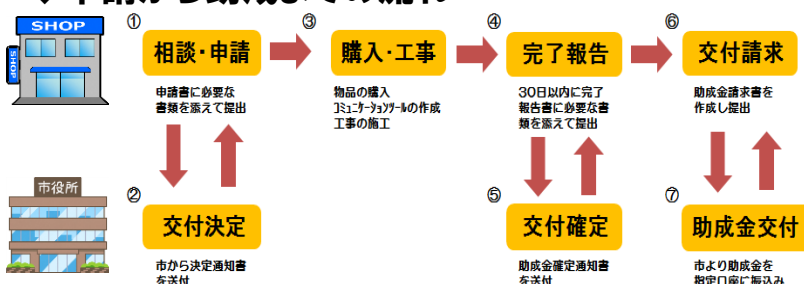 SHOP
SHOP
①
相談・申請
申請書に必要な
書類を添えて提出
③
購入・工事
物品の購入
コミュニケーションツールの作成
工事の施工
④
完了報告
30日以内に完了
報告書に必要な書
類を添えて提出
⑥
交付請求
助成金請求書を
作成し提出
市役所
②
交付決定
市から決定通知書
を送付
⑤
交付確定
助成金確定通知書
を送付
⑦
助成金交付
市より助成金を
指定口座に振込み